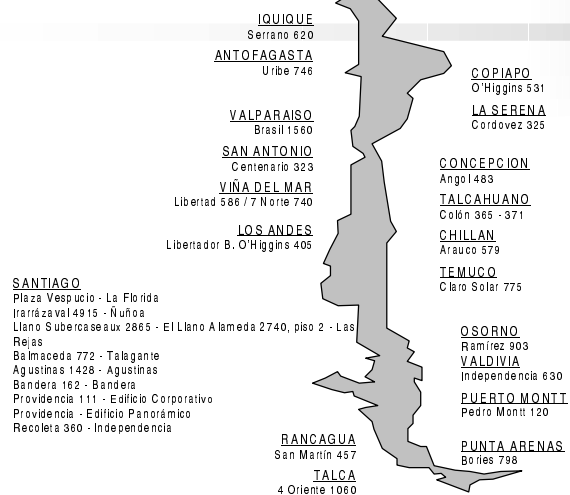 IQUIQUE
Serrano 620
ANTOFAGASTA
Uribe 746
VALPARAISO
Brasil 1560
SAN ANTONIO
Centenario 323
VIÑA DEL MAR
Libertad 586 / 7 Norte 740
LOS ANDES
Libertador B. O'Higgins 405
SANTIAGO
Plaza Vespucio - La Florida
Irarrázaval 4915 - Ñuñoa
Llano Subercaseaux 2865 - El Llano Alameda 2740, piso 2 - Las
Rejas
Balmaceda 772 - Talagante
Agustinas 1428 - Agustinas
Bandera 162 - Bandera
Providencia 111 - Edificio Corporativo
Providencia - Edificio Panorámico
Recoleta 360 - Independencia
RANCAGUA
San Martín 457
TALCA
4 Oriente 1060
COPIAPO
O'Higgins 531
LA SERENA
Cordovez 325
CONCEPCION
Angol 483
TALCAHUANO
Colón 365 - 371
CHILLAN
Arauco 579
TEMUCO
Claro Solar 775
OSORNO
Ramírez 903
VALDIVIA
Independencia 630
PUERTO MONTT
Pedro Montt 120
PUNTA ARENAS
Bories 798